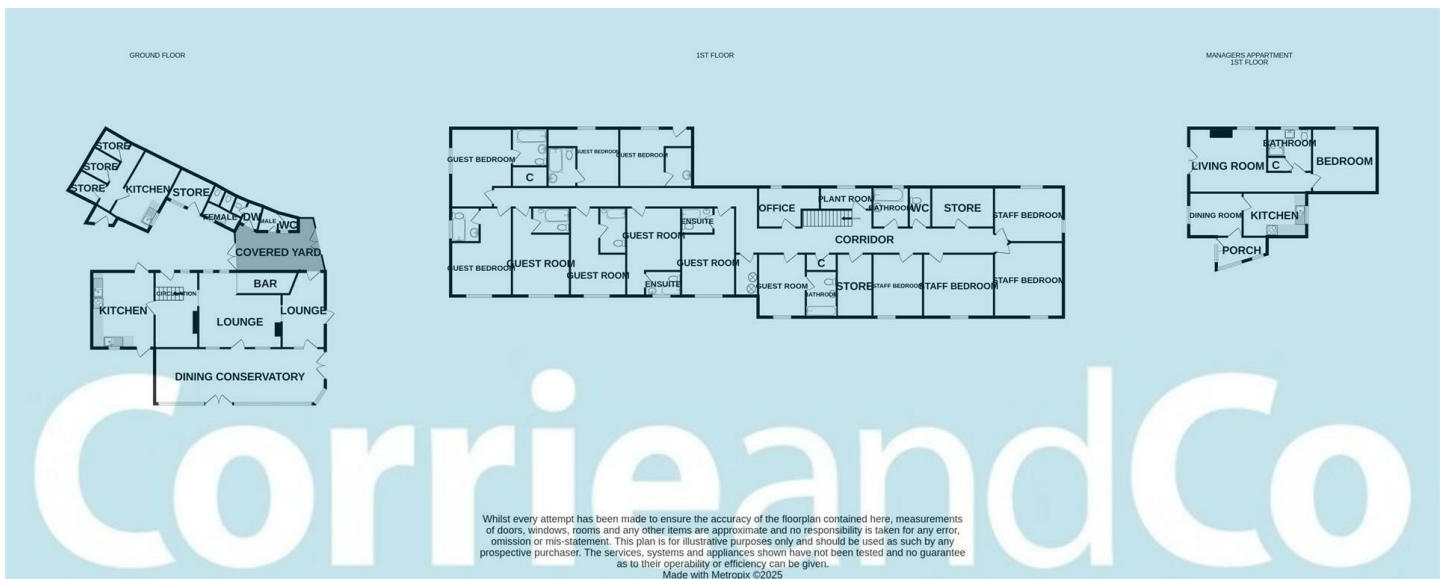 GROUND FLOOR
1ST FLOOR
MANAGERS APPARTMENT
1ST FLOOR
STORE
STORE
STORE
KITCHEN
STORE
FEMALE
DW
MALE
WC
COVERED YARD
BAR
CIRCULATION
KITCHEN
LOUNGE
LOUNGE
DINING CONSERVATORY
GUEST BEDROOM
C
GUEST BEDROOM
GUEST BEDROOM
GUEST BEDROOM
GUEST ROOM
GUEST ROOM
GUEST ROOM
ENSUITE
ENSUITE
GUEST ROOM
OFFICE
PLANT ROOM
BATHROOM
WC
STORE
STAFF BEDROOM
CORRIDOR
GUEST ROOM
C
BATHROOM
STORE
STAFF BEDROOM
STAFF BEDROOM
STAFF BEDROOM
LIVING ROOM
BATHROOM
C
BEDROOM
DINING ROOM
KITCHEN
PORCH
CorrieandCo
Whilst every attempt has been made to ensure the accuracy of the floorplan contained here, measurements
of doors, windows, rooms and any other items are approximate and no responsibility is taken for any error,
omission or mis-statement. This plan is for illustrative purposes only and should be used as such by any
prospective purchaser. The services, systems and appliances shown have not been tested and no guarantee
as to their operability or efficiency can be given.
Made with Metropix ©2025